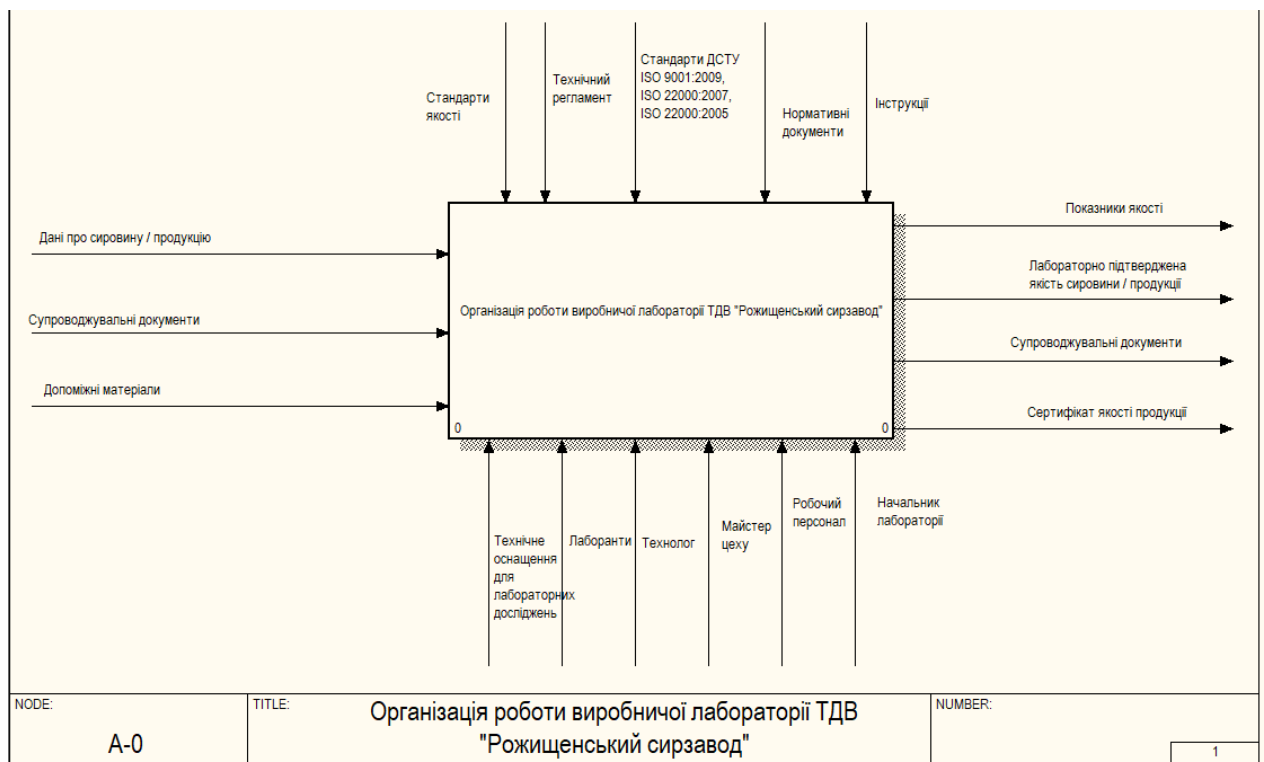 Стандарти
якості
Технічний
регламент
Стандарти ДСТУ
ISO 9001:2009,
ISO 22000:2007,
ISO 22000:2005
Нормативні
документи
Інструкції
Дані про сировину / продукцію
Супроводжувальні документи
Допоміжні матеріали
Організація роботи виробничої лабораторії ТДВ "Рожищенський сирзавод"
0
0
Показники якості
Лабораторно підтверджена
якість сировини / продукції
Супроводжувальні документи
Сертифікат якості продукції
Технічне
оснащення
для
лабораторних
досліджень
Лаборанти
Технолог
Майстер
цеху
Робочий
персонал
Начальник
лабораторії
NODE:
A-0
TITLE:
Організація роботи виробничої лабораторії ТДВ
"Рожищенський сирзавод"
NUMBER:
1